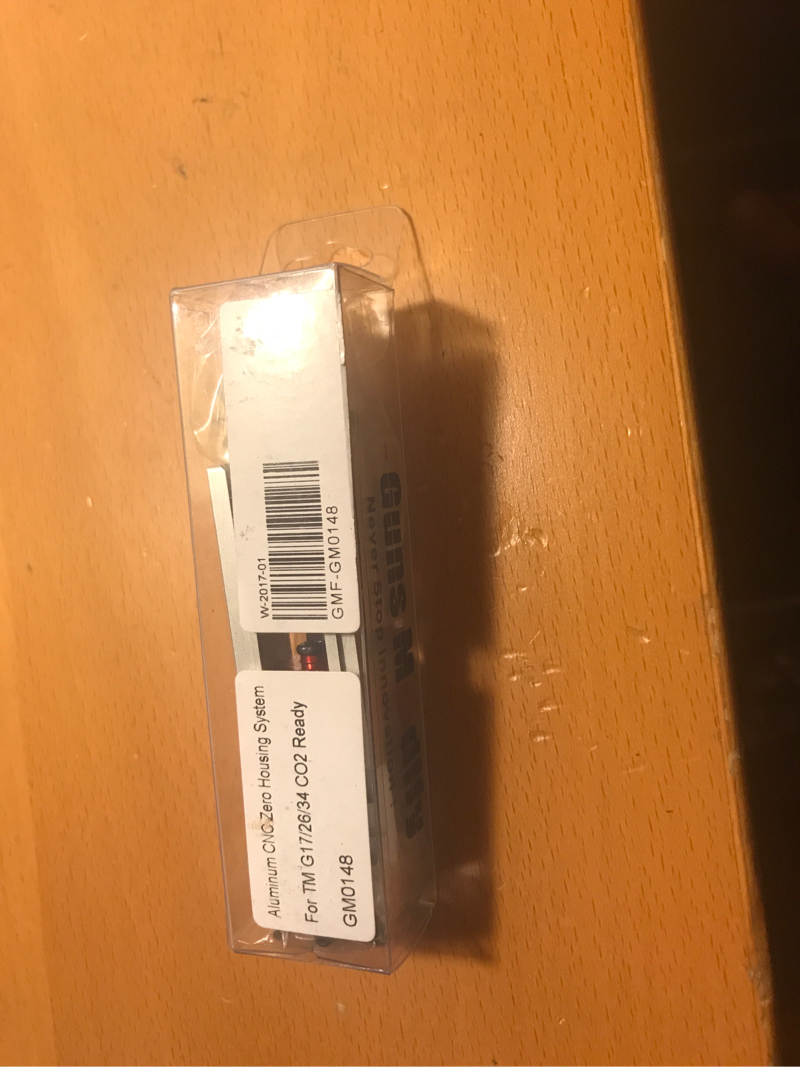 W-2017-01
GMF-GM0148
Aluminum CNC Zero Housing System
For TM G17/26/34 CO2 Ready
GM0148
Guns M
Never Stop